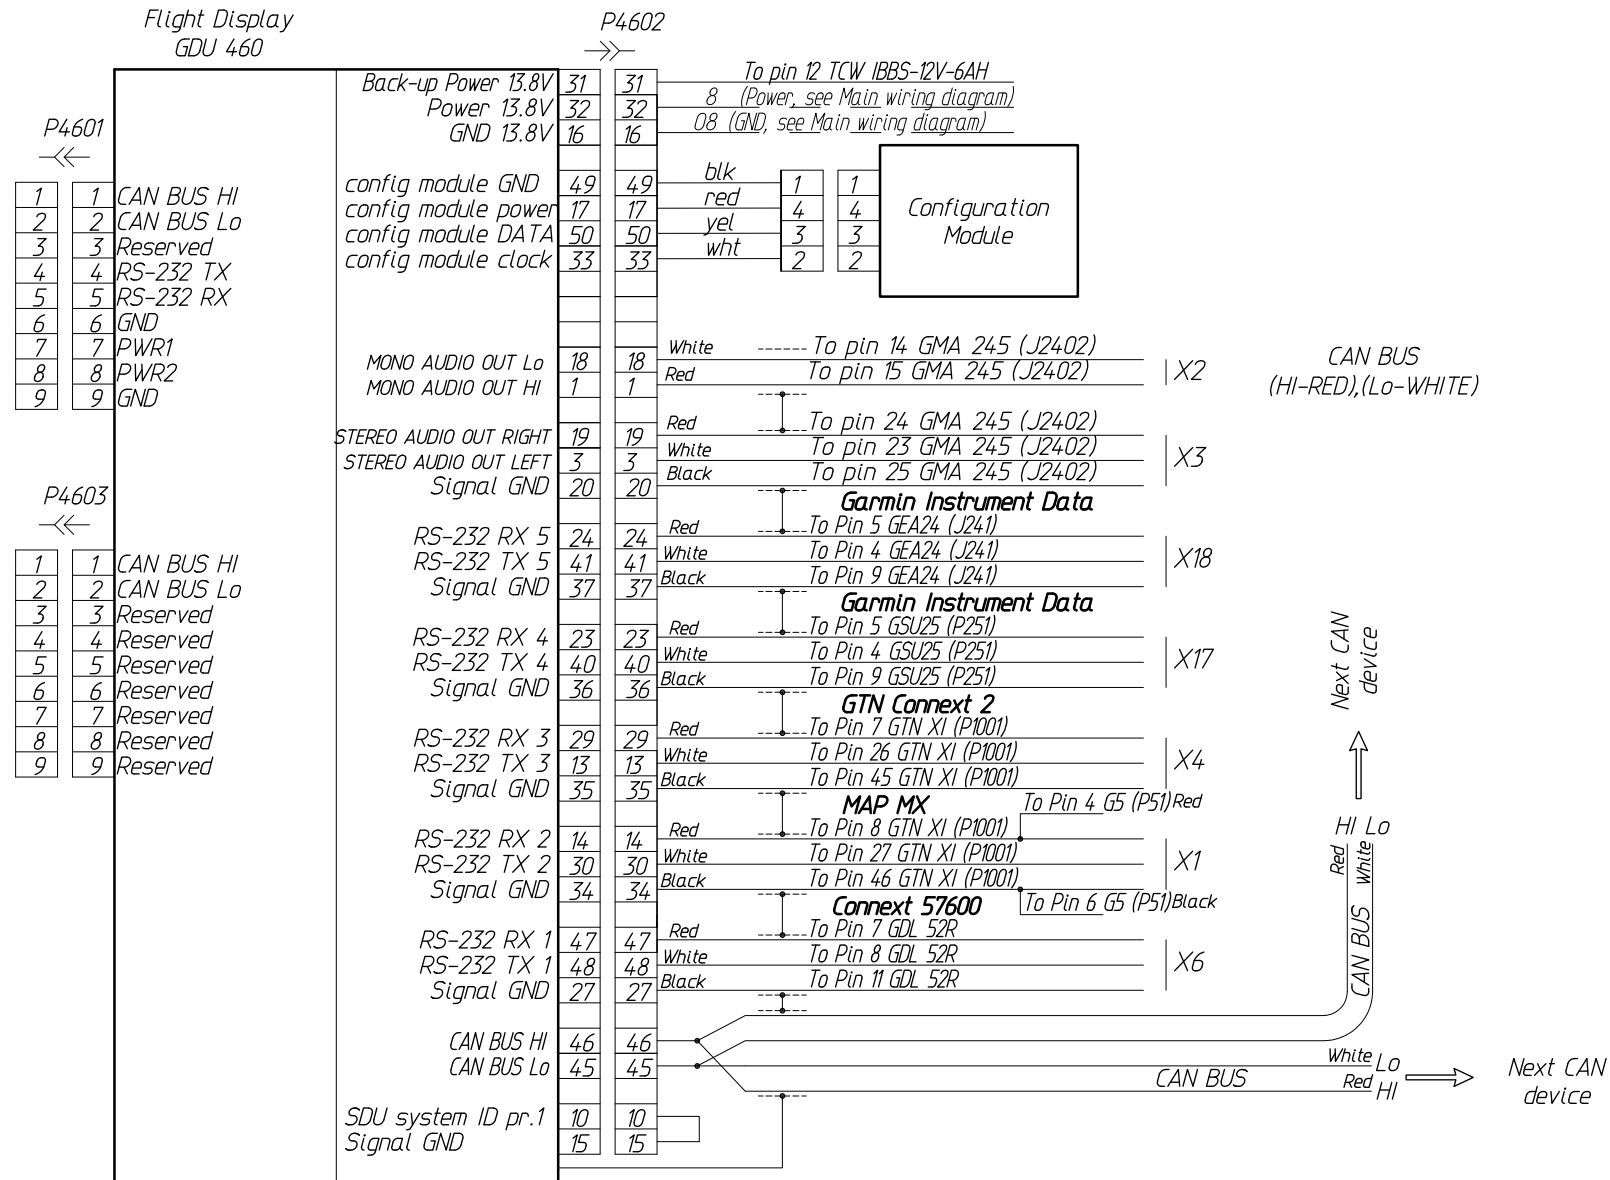 Flight Display
GDU 460
P4602
P4601
1 1 CAN BUS HI
2 2 CAN BUS Lo
3 3 Reserved
4 4 RS-232 TX
5 5 RS-232 RX
6 6 GND
7 7 PWR1
8 8 PWR2
9 9 GND
P4603
1 1 CAN BUS HI
2 2 CAN BUS Lo
3 3 Reserved
4 4 Reserved
5 5 Reserved
6 6 Reserved
7 7 Reserved
8 8 Reserved
9 9 Reserved
Back-up Power 13.8V 31 31 To pin 12 TCW IBBS-12V-6AH
Power 13.8V 32 32 8 (Power, see Main wiring diagram)
GND 13.8V 16 16 08 (GND, see Main wiring diagram)
config module GND 49 49 blk 1 1
config module power 17 17 red 4 4
config module DATA 50 50 yel 3 3
config module clock 33 33 wht 2 2
Configuration
Module
MONO AUDIO OUT Lo 18 18 White To pin 14 GMA 245 (J2402)
MONO AUDIO OUT HI 1 1 Red To pin 15 GMA 245 (J2402)
X2
CAN BUS
(HI-RED),(Lo-WHITE)
STEREO AUDIO OUT RIGHT 19 19 Red To pin 24 GMA 245 (J2402)
STEREO AUDIO OUT LEFT 3 3 White To pin 23 GMA 245 (J2402)
Signal GND 20 20 Black To pin 25 GMA 245 (J2402)
X3
Garmin Instrument Data
RS-232 RX 5 24 24 Red To Pin 5 GEA24 (J241)
RS-232 TX 5 41 41 White To Pin 4 GEA24 (J241)
Signal GND 37 37 Black To Pin 9 GEA24 (J241)
X18
Garmin Instrument Data
RS-232 RX 4 23 23 Red To Pin 5 GSU25 (P251)
RS-232 TX 4 40 40 White To Pin 4 GSU25 (P251)
Signal GND 36 36 Black To Pin 9 GSU25 (P251)
X17
GTN Connext 2
RS-232 RX 3 29 29 Red To Pin 7 GTN XI (P1001)
RS-232 TX 3 13 13 White To Pin 26 GTN XI (P1001)
Signal GND 35 35 Black To Pin 45 GTN XI (P1001)
X4
MAP MX
To Pin 4 G5 (P51) Red
RS-232 RX 2 14 14 Red To Pin 8 GTN XI (P1001)
RS-232 TX 2 30 30 White To Pin 27 GTN XI (P1001)
Signal GND 34 34 Black To Pin 46 GTN XI (P1001)
X1
To Pin 6 G5 (P51) Black
Connext 57600
RS-232 RX 1 47 47 Red To Pin 7 GDL 52R
RS-232 TX 1 48 48 White To Pin 8 GDL 52R
Signal GND 27 27 Black To Pin 11 GDL 52R
X6
CAN BUS HI 46 46
CAN BUS Lo 45 45
SDU system ID pr.1 10 10
Signal GND 15 15
Next CAN
device
HI Lo
Red White
CAN BUS
White Lo
CAN BUS Red HI
Next CAN
device